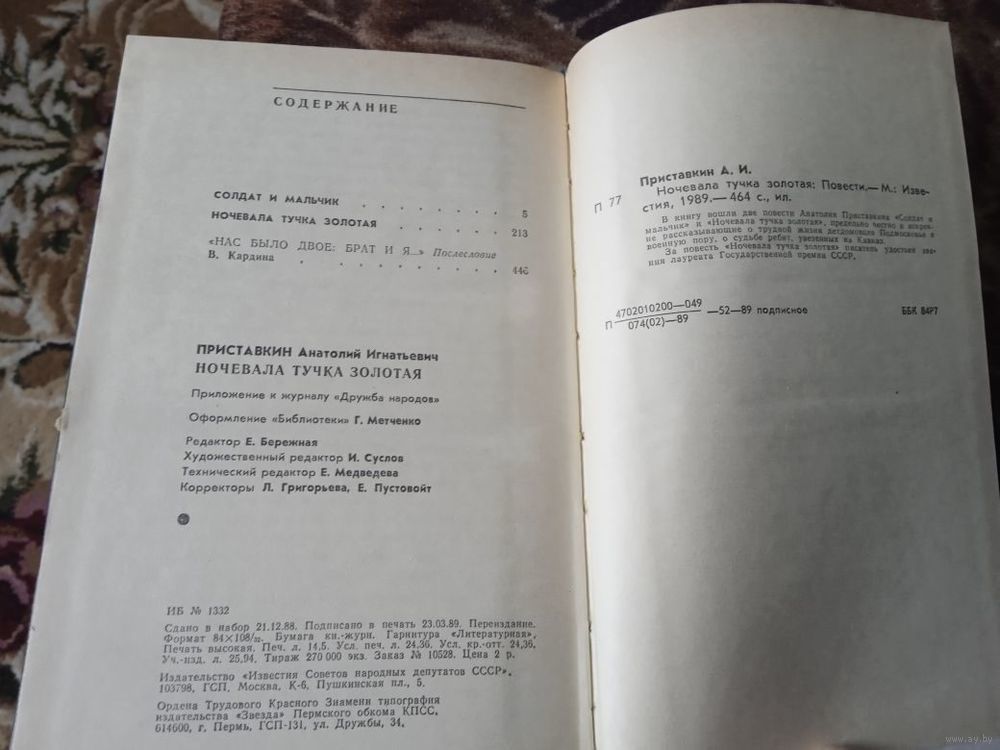 СОДЕРЖАНИЕ
СОЛДАТ И МАЛЬЧИК . . . . . . . . 5
НОЧЕВАЛА ТУЧКА ЗОЛОТАЯ . . . . . . 213
«НАС БЫЛО ДВОЕ: БРАТ И Я...» Послесловие
В. Кардина . . . . . . . . . 446
ПРИСТАВКИН Анатолий Игнатьевич
НОЧЕВАЛА ТУЧКА ЗОЛОТАЯ
Приложение к журналу «Дружба народов»
Оформление «Библиотеки» Г. Метченко
Редактор Е. Бережная
Художественный редактор И. Суслов
Технический редактор Е. Медведева
Корректоры Л. Григорьева, Е. Пустовойт
ИБ № 1332
Сдано в набор 21.12.88. Подписано в печать 23.03.89. Переиздание.
Формат 84×108/32. Бумага кн.-журн. Гарнитура «Литературная».
Печать высокая. Печ. л. 14,5. Усл. печ. л. 24,36. Усл. кр.-отт. 24,36.
Уч.-изд. л. 25,94. Тираж 270 000 экз. Заказ № 10528. Цена 2 р.
Издательство «Известия Советов народных депутатов СССР».
103798, ГСП, Москва, К-6, Пушкинская пл., 5.
Ордена Трудового Красного Знамени типография
издательства «Звезда» Пермского обкома КПСС.
614600, г. Пермь, ГСП-131, ул. Дружбы, 34.
Приставкин А. И.
П 77 Ночевала тучка золотая: Повести.— М.: Изве-
стия, 1989.— 464 с., ил.
В книгу вошли две повести Анатолия Приставкина «Солдат и
мальчик» и «Ночевала тучка золотая», предельно честно и искрен-
не рассказывающие о трудной жизни детдомовцев Подмосковья в
военную пору, о судьбе ребят, увезенных на Кавказ.
За повесть «Ночевала тучка золотая» писатель удостоен зва-
ния лауреата Государственной премии СССР.
П 4702010200—049
074(02)—89 —52—89 подписное ББК 84Р7
www.ay.by